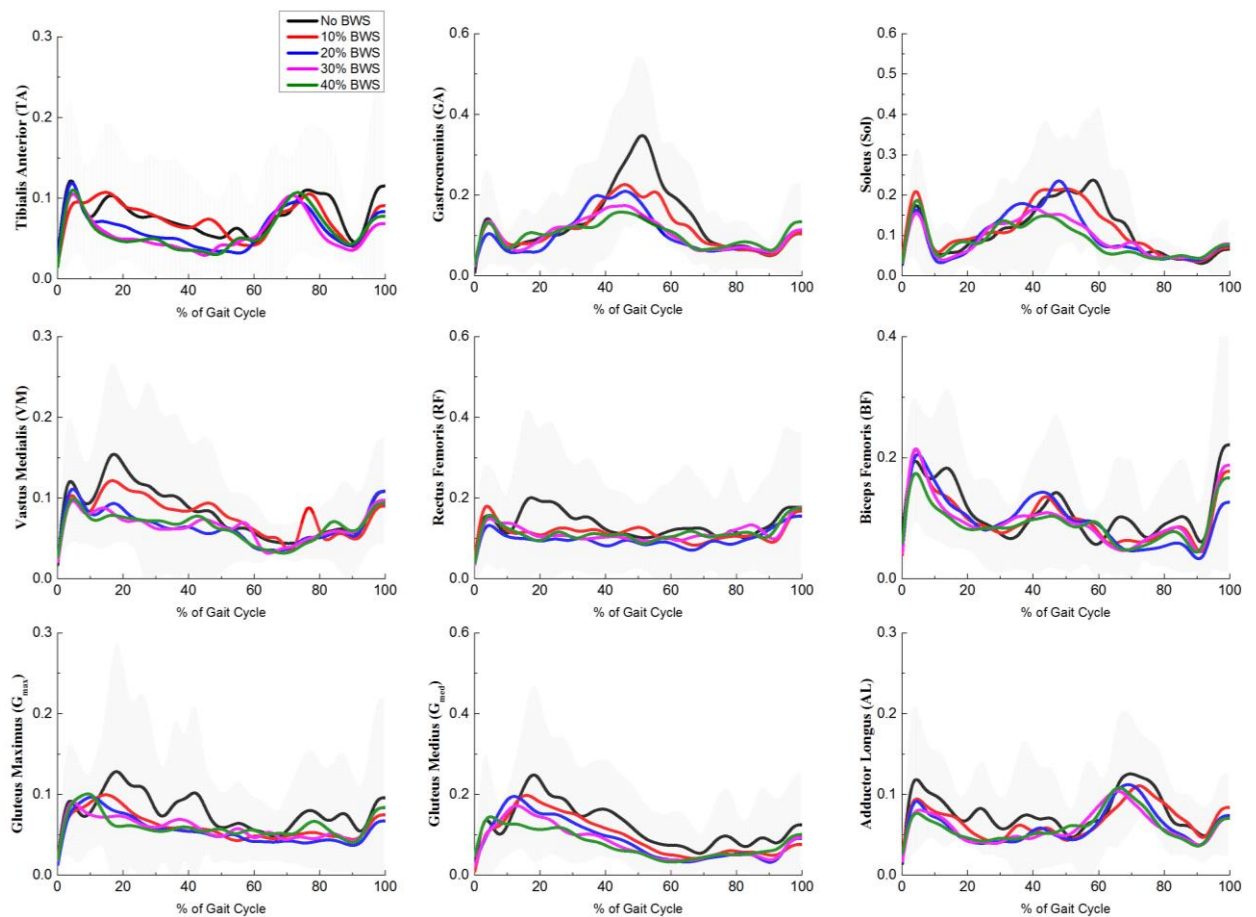 No BWS
10% BWS
20% BWS
30% BWS
40% BWS
Tibialis Anterior (TA)
0.3
0.2
0.1
0.0
0 20 40 60 80 100
% of Gait Cycle
Gastrocnemius (GA)
0.6
0.4
0.2
0.0
0 20 40 60 80 100
% of Gait Cycle
Soleus (Sol)
0.6
0.5
0.4
0.3
0.2
0.1
0.0
0 20 40 60 80 100
% of Gait Cycle
Vastus Medialis (VM)
0.3
0.2
0.1
0.0
0 20 40 60 80 100
% of Gait Cycle
Rectus Femoris (RF)
0.6
0.4
0.2
0.0
0 20 40 60 80 100
% of Gait Cycle
Biceps Femoris (BF)
0.4
0.2
0.0
0 20 40 60 80 100
% of Gait Cycle
Gluteus Maximus (Gmax)
0.3
0.2
0.1
0.0
0 20 40 60 80 100
% of Gait Cycle
Gluteus Medius (Gmed)
0.6
0.4
0.2
0.0
0 20 40 60 80 100
% of Gait Cycle
Adductor Longus (AL)
0.3
0.2
0.1
0.0
0 20 40 60 80 100
% of Gait Cycle